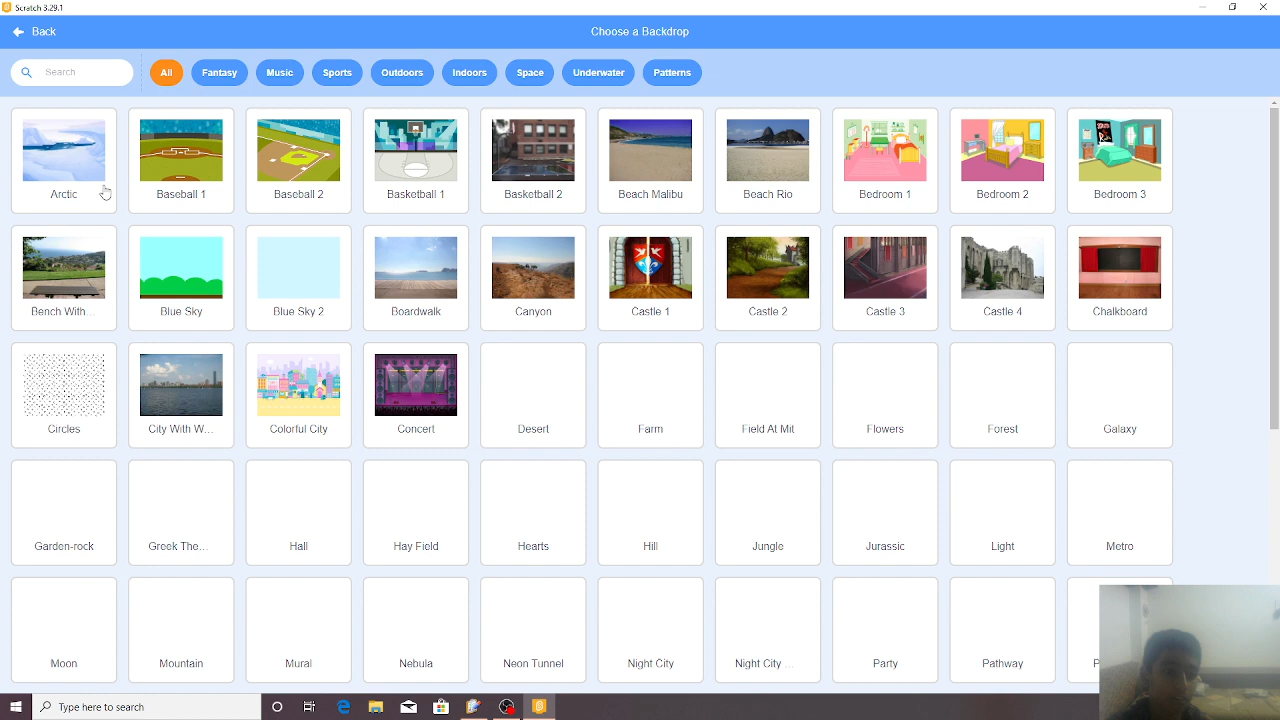 Scratch 3.29.1
Back
Choose a Backdrop
Search
All
Fantasy
Music
Sports
Outdoors
Indoors
Space
Underwater
Patterns
Arctic
Baseball 1
Baseball 2
Basketball 1
Basketball 2
Beach Malibu
Beach Rio
Bedroom 1
Bedroom 2
Bedroom 3
Bench With...
Blue Sky
Blue Sky 2
Boardwalk
Canyon
Castle 1
Castle 2
Castle 3
Castle 4
Chalkboard
Circles
City With W...
Colorful City
Concert
Desert
Farm
Field At Mit
Flowers
Forest
Galaxy
Garden-rock
Greek The...
Hall
Hay Field
Hearts
Hill
Jungle
Jurassic
Light
Metro
Moon
Mountain
Mural
Nebula
Neon Tunnel
Night City
Night City ...
Party
Pathway
Type here to search